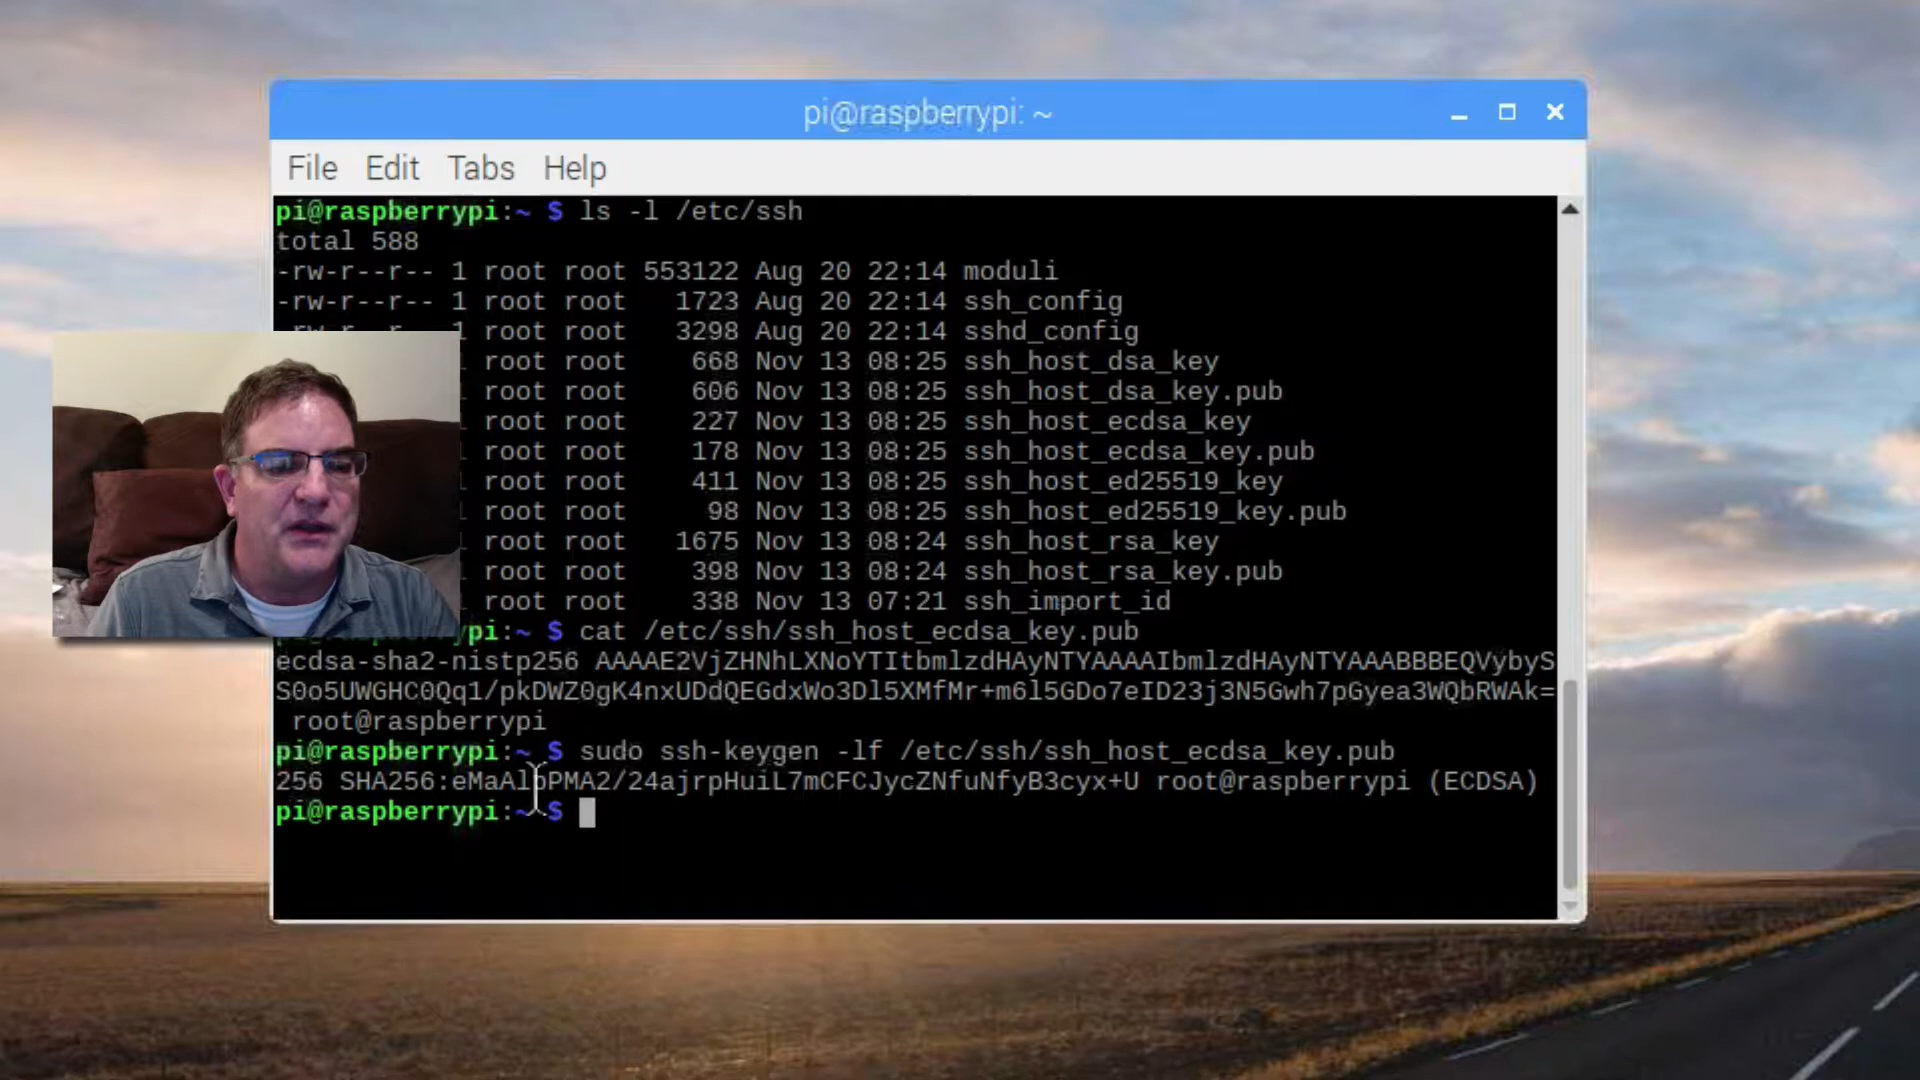 pi@raspberrypi: ~
File Edit Tabs Help
pi@raspberrypi:~ $ ls -l /etc/ssh
total 588
-rw-r--r-- 1 root root 553122 Aug 20 22:14 moduli
-rw-r--r-- 1 root root 1723 Aug 20 22:14 ssh_config
1 root root 3298 Aug 20 22:14 sshd_config
root root 668 Nov 13 08:25 ssh_host_dsa_key
root root 606 Nov 13 08:25 ssh_host_dsa_key.pub
root root 227 Nov 13 08:25 ssh_host_ecdsa_key
root root 178 Nov 13 08:25 ssh_host_ecdsa_key.pub
root root 411 Nov 13 08:25 ssh_host_ed25519_key
root root 98 Nov 13 08:25 ssh_host_ed25519_key.pub
root root 1675 Nov 13 08:24 ssh_host_rsa_key
root root 398 Nov 13 08:24 ssh_host_rsa_key.pub
root root 338 Nov 13 07:21 ssh_import_id
pi@raspberrypi:~ $ cat /etc/ssh/ssh_host_ecdsa_key.pub
ecdsa-sha2-nistp256 AAAAE2VjZHNhLXNoYTItbmlzdHAyNTYAAAAIbmlzdHAyNTYAAABBBEQVybyS
S0o5UWGHC0Qq1/pkDWZ0gK4nxUDdQEGdxWo3Dl5XMfMr+m6l5GDo7eID23j3N5Gwh7pGyea3WQbRWAk=
root@raspberrypi
pi@raspberrypi:~ $ sudo ssh-keygen -lf /etc/ssh/ssh_host_ecdsa_key.pub
256 root@raspberrypi (ECDSA)
pi@raspberrypi:~ $